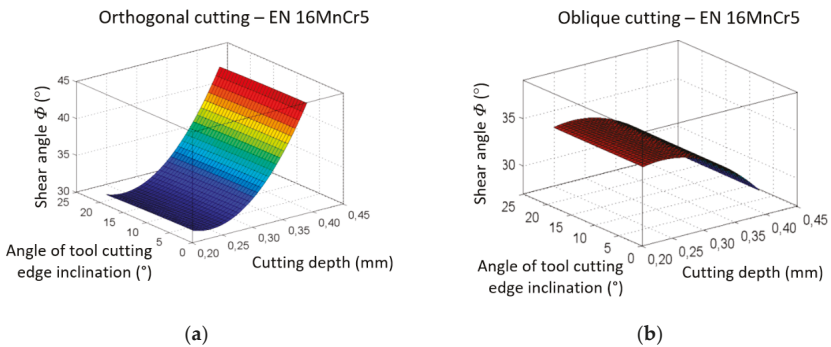 Orthogonal cutting – EN 16MnCr5
45
40
35
30
Shear angle Φ (°)
25
20
15
10
5
0
Angle of tool cutting
edge inclination (°)
0,20
0,25
0,30
0,35
0,40
0,45
Cutting depth (mm)
(a)
Oblique cutting – EN 16MnCr5
35
30
25
Shear angle Φ (°)
20
15
10
5
0
Angle of tool cutting
edge inclination (°)
0,20
0,25
0,30
0,35
0,40
0,45
Cutting depth (mm)
(b)